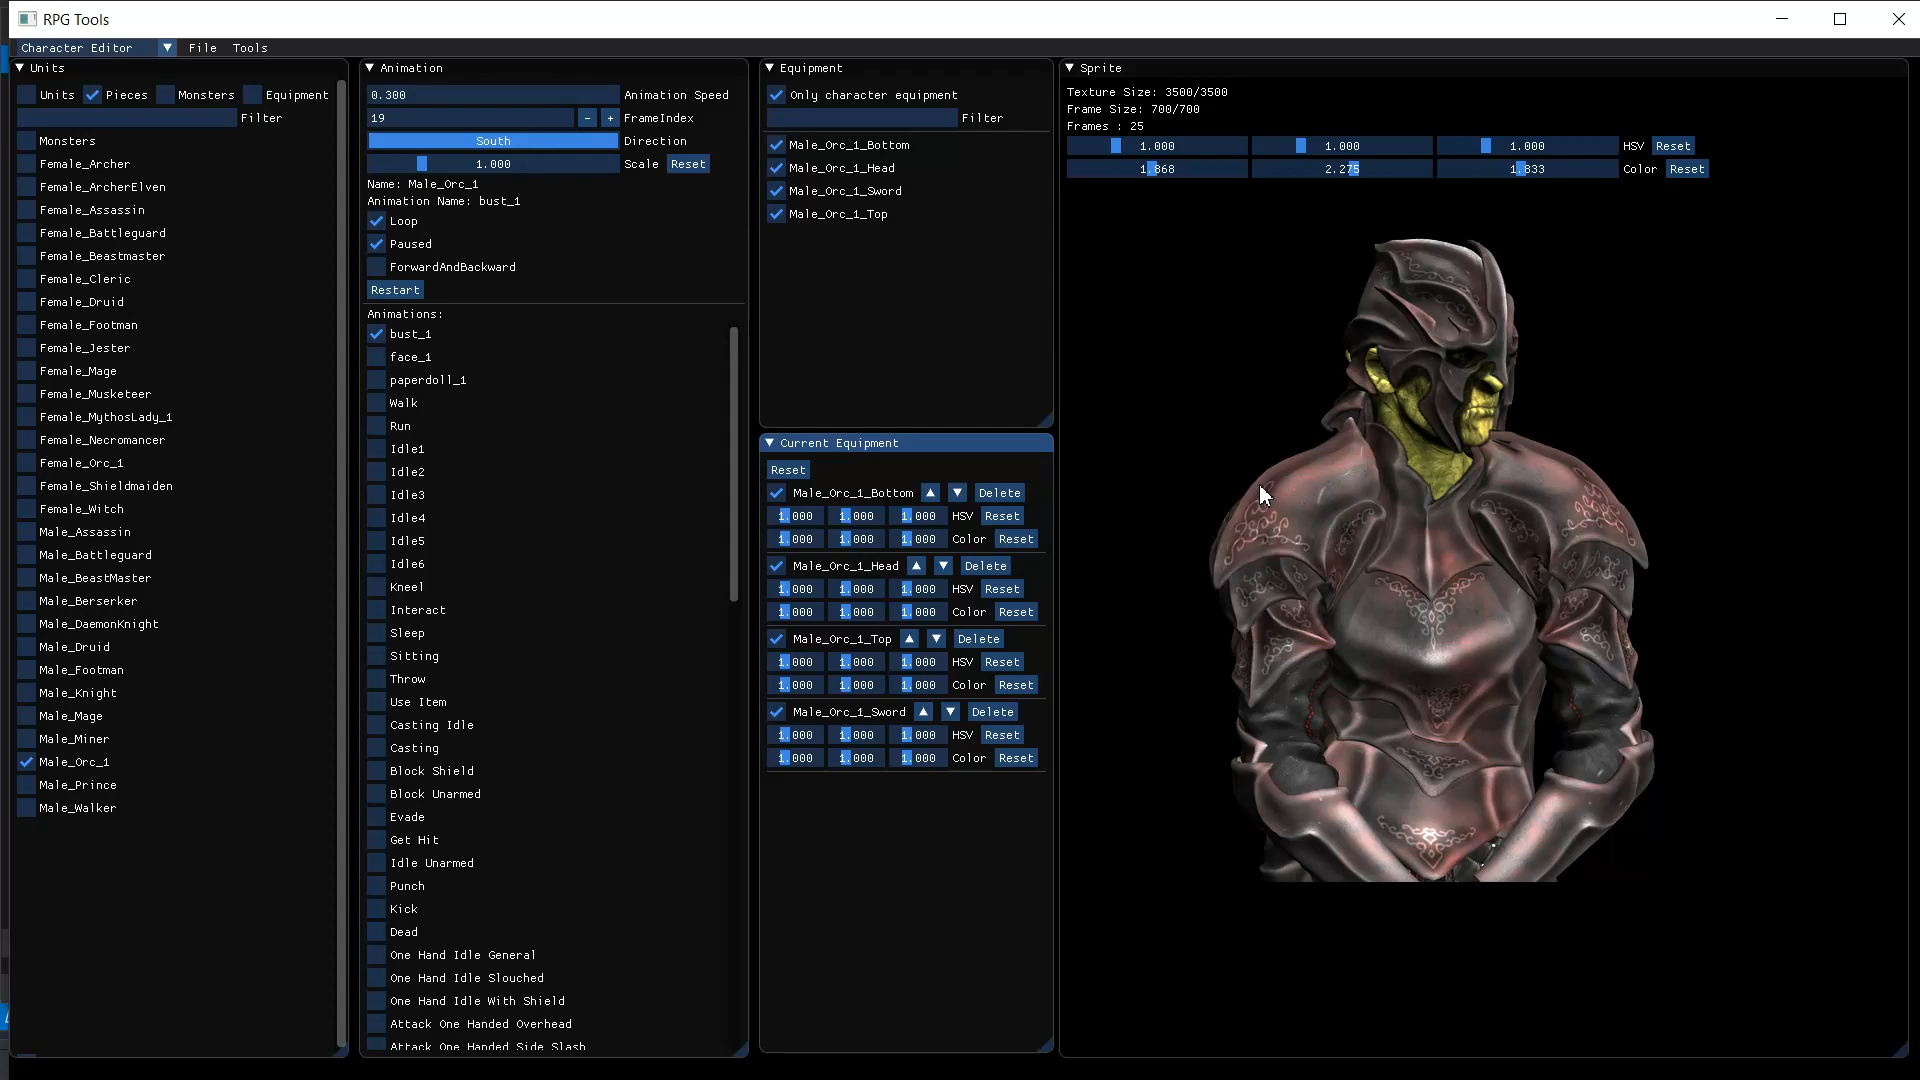 RPG Tools
Character Editor File Tools
Units
Units Pieces Monsters Equipment
Filter
Monsters
Female_Archer
Female_ArcherElven
Female_Assassin
Female_Battleguard
Female_Beastmaster
Female_Cleric
Female_Druid
Female_Footman
Female_Jester
Female_Mage
Female_Musketeer
Female_MythosLady_1
Female_Necromancer
Female_Orc_1
Female_Shieldmaiden
Female_Witch
Male_Assassin
Male_Battleguard
Male_BeastMaster
Male_Berserker
Male_DaemonKnight
Male_Druid
Male_Footman
Male_Knight
Male_Mage
Male_Miner
Male_Orc_1
Male_Prince
Male_Walker
Animation
0.300 Animation Speed
19 - + FrameIndex
South Direction
1.000 Scale Reset
Name: Male_Orc_1
Animation Name: bust_1
Loop
Paused
ForwardAndBackward
Restart
Animations:
bust_1
face_1
paperdoll_1
Walk
Run
Idle1
Idle2
Idle3
Idle4
Idle5
Idle6
Kneel
Interact
Sleep
Sitting
Throw
Use Item
Casting Idle
Casting
Block Shield
Block Unarmed
Evade
Get Hit
Idle Unarmed
Punch
Kick
Dead
One Hand Idle General
One Hand Idle Slouched
One Hand Idle With Shield
Attack One Handed Overhead
Attack One Handed Side Slash
Equipment
Only character equipment
Filter
Male_Orc_1_Bottom
Male_Orc_1_Head
Male_Orc_1_Sword
Male_Orc_1_Top
Current Equipment
Reset
Male_Orc_1_Bottom Delete
1.000 1.000 1.000 HSV Reset
1.000 1.000 1.000 Color Reset
Male_Orc_1_Head Delete
1.000 1.000 1.000 HSV Reset
1.000 1.000 1.000 Color Reset
Male_Orc_1_Top Delete
1.000 1.000 1.000 HSV Reset
1.000 1.000 1.000 Color Reset
Male_Orc_1_Sword Delete
1.000 1.000 1.000 HSV Reset
1.000 1.000 1.000 Color Reset
Sprite
Texture Size: 3500/3500
Frame Size: 700/700
Frames : 25
1.000 1.000 1.000 HSV Reset
1.868 2.275 1.833 Color Reset